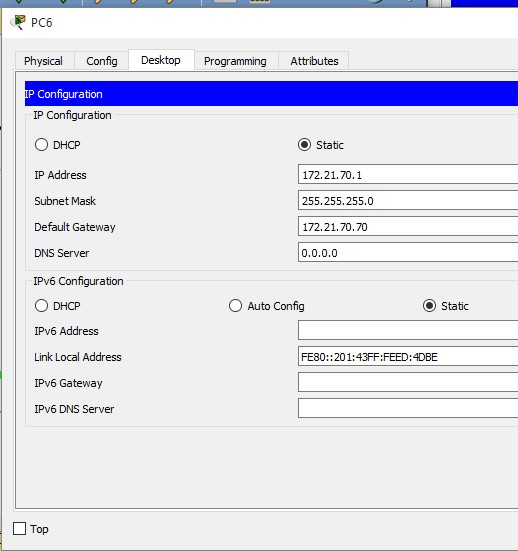 PC6
Physical Config Desktop Programming Attributes
IP Configuration
IP Configuration
DHCP Static
IP Address 172.21.70.1
Subnet Mask 255.255.255.0
Default Gateway 172.21.70.70
DNS Server 0.0.0.0
IPv6 Configuration
DHCP Auto Config Static
IPv6 Address
Link Local Address FE80::201:43FF:FEED:4DBE
IPv6 Gateway
IPv6 DNS Server
Top